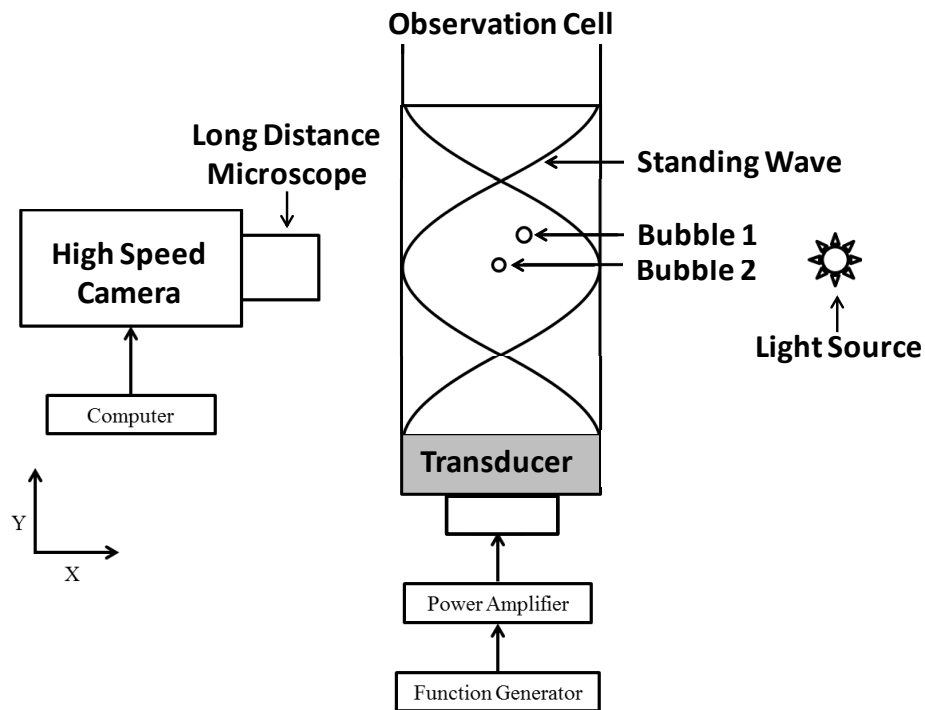 Observation Cell
Long Distance
Microscope
Standing Wave
High Speed
Camera
Bubble 1
Bubble 2
Light Source
Computer
Transducer
Y
X
Power Amplifier
Function Generator